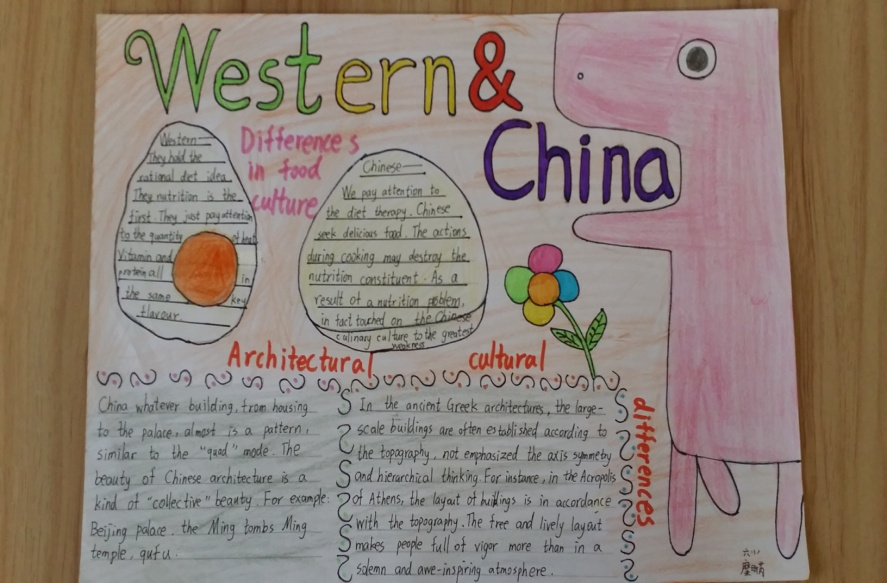 Western &
China
Differences
in food
culture
Western—
They hold the
rational diet idea.
They nutrition is the
first. They just pay attention
to the quantity of heat
Vitamin and
protein all in
the same key
flavour
Chinese—
We pay attention to
the diet therapy. Chinese
seek delicious food. The actions
during cooking may destroy the
nutrition constituent. As a
result of a nutrition problem,
in fact touched on the Chinese
culinary culture to the greatest
weakness
Architectural cultural
differences
China whatever building, from housing
to the palace, almost is a pattern,
similar to the "quad" mode. The
beauty of Chinese architecture is a
kind of "collective" beauty. For example:
Beijing palace, the Ming tombs Ming
temple, qufu.
In the ancient Greek architectures, the large-
scale buildings are often established according to
the topography, not emphasized the axis symmetry
and hierarchical thinking. For instance, in the Acropolis
of Athens, the layout of buildings is in accordance
with the topography. The tree and lively layout
makes people full of vigor more than in a
solemn and awe-inspiring atmosphere.